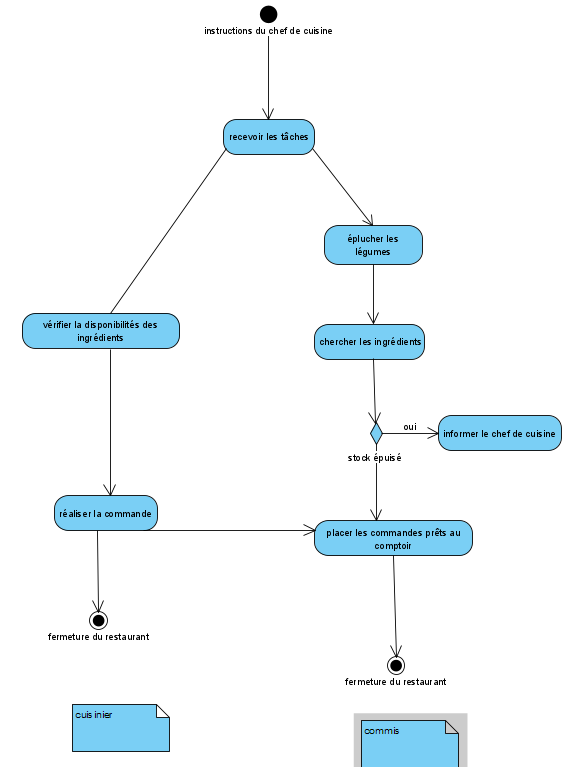 instructions du chef de cuisine
recevoir les tâches
éplucher les
légumes
vérifier la disponibilités des
ingrédients
chercher les ingrédients
oui
informer le chef de cuisine
stock épuisé
réaliser la commande
placer les commandes prêts au
comptoir
fermeture du restaurant
fermeture du restaurant
cuisinier
commis